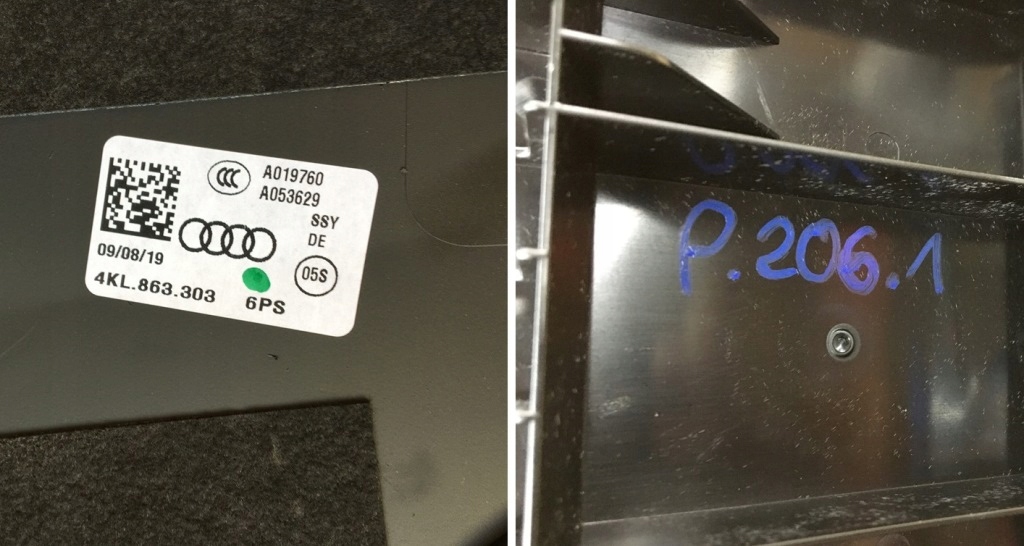 A019760
A053629
SSY
DE
09/08/19
05S
4KL.863.303
6PS
P.206.1